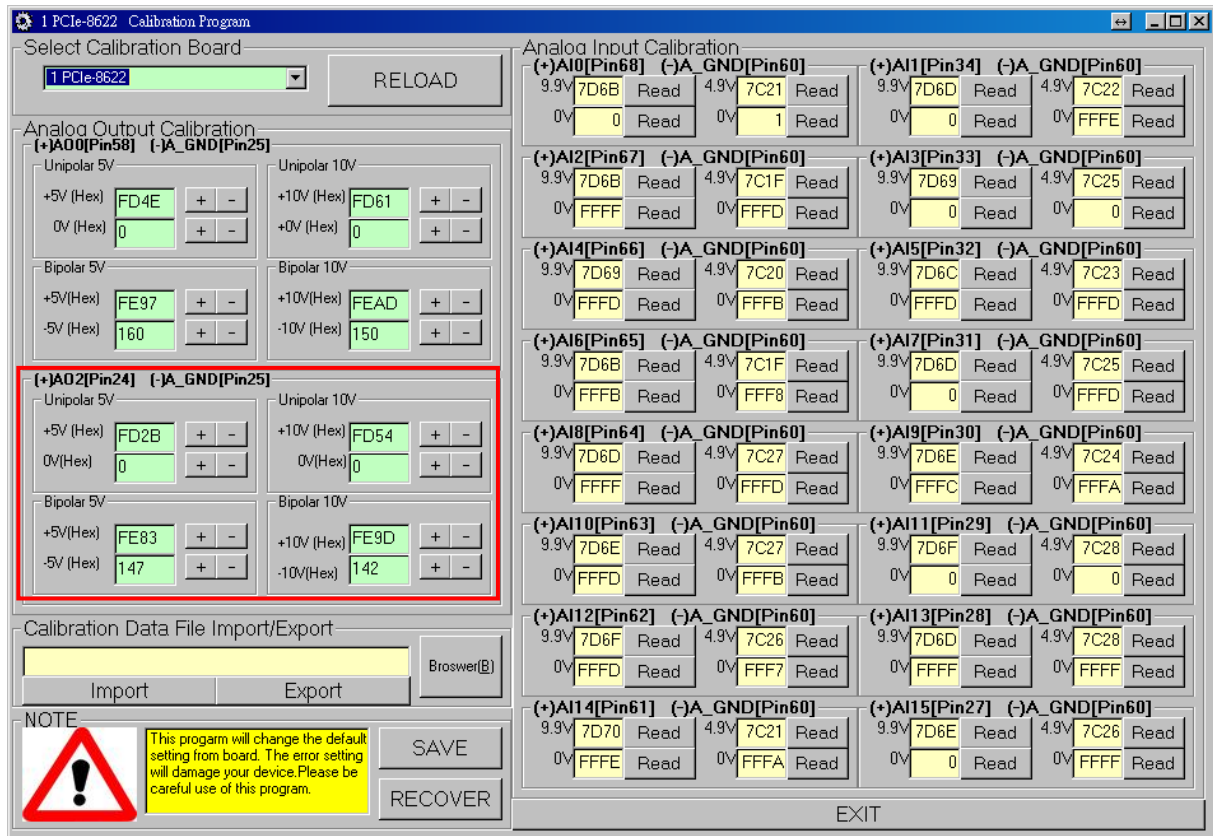 1 PCIe-8622 Calibration Program
Select Calibration Board
1 PCIe-8622
RELOAD
Analog Output Calibration
(+)AO0[Pin58] (-)A_GND[Pin25]
Unipolar 5V
+5V (Hex) FD4E + -
0V (Hex) 0 + -
Unipolar 10V
+10V (Hex) FD61 + -
+0V (Hex) 0 + -
Bipolar 5V
+5V(Hex) FE97 + -
-5V (Hex) 160 + -
Bipolar 10V
+10V(Hex) FEAD + -
-10V (Hex) 150 + -
(+)AO2[Pin24] (-)A_GND[Pin25]
Unipolar 5V
+5V (Hex) FD2B + -
0V(Hex) 0 + -
Unipolar 10V
+10V (Hex) FD54 + -
0V(Hex) 0 + -
Bipolar 5V
+5V(Hex) FE83 + -
-5V (Hex) 147 + -
Bipolar 10V
+10V (Hex) FE9D + -
-10V(Hex) 142 + -
Calibration Data File Import/Export
Broswer(B)
Import Export
NOTE
This progarm will change the default
setting from board. The error setting
will damage your device.Please be
careful use of this program.
SAVE
RECOVER
Analog Input Calibration
(+)AI0[Pin68] (-)A_GND[Pin60]
9.9V 7D6B Read 4.9V 7C21 Read
0V 0 Read 0V 1 Read
(+)AI1[Pin34] (-)A_GND[Pin60]
9.9V 7D6D Read 4.9V 7C22 Read
0V 0 Read 0V FFFE Read
(+)AI2[Pin67] (-)A_GND[Pin60]
9.9V 7D6B Read 4.9V 7C1F Read
0V FFFF Read 0V FFFD Read
(+)AI3[Pin33] (-)A_GND[Pin60]
9.9V 7D69 Read 4.9V 7C25 Read
0V 0 Read 0V 0 Read
(+)AI4[Pin66] (-)A_GND[Pin60]
9.9V 7D69 Read 4.9V 7C20 Read
0V FFFD Read 0V FFFB Read
(+)AI5[Pin32] (-)A_GND[Pin60]
9.9V 7D6C Read 4.9V 7C23 Read
0V FFFD Read 0V FFFD Read
(+)AI6[Pin65] (-)A_GND[Pin60]
9.9V 7D6B Read 4.9V 7C1F Read
0V FFFB Read 0V FFF8 Read
(+)AI7[Pin31] (-)A_GND[Pin60]
9.9V 7D6D Read 4.9V 7C25 Read
0V 0 Read 0V FFFD Read
(+)AI8[Pin64] (-)A_GND[Pin60]
9.9V 7D6D Read 4.9V 7C27 Read
0V FFFF Read 0V FFFD Read
(+)AI9[Pin30] (-)A_GND[Pin60]
9.9V 7D6E Read 4.9V 7C24 Read
0V FFFC Read 0V FFFA Read
(+)AI10[Pin63] (-)A_GND[Pin60]
9.9V 7D6E Read 4.9V 7C27 Read
0V FFFD Read 0V FFFB Read
(+)AI11[Pin29] (-)A_GND[Pin60]
9.9V 7D6F Read 4.9V 7C28 Read
0V 0 Read 0V 0 Read
(+)AI12[Pin62] (-)A_GND[Pin60]
9.9V 7D6F Read 4.9V 7C26 Read
0V FFFD Read 0V FFF7 Read
(+)AI13[Pin28] (-)A_GND[Pin60]
9.9V 7D6D Read 4.9V 7C28 Read
0V FFFF Read 0V FFFF Read
(+)AI14[Pin61] (-)A_GND[Pin60]
9.9V 7D70 Read 4.9V 7C21 Read
0V FFFE Read 0V FFFA Read
(+)AI15[Pin27] (-)A_GND[Pin60]
9.9V 7D6E Read 4.9V 7C26 Read
0V 0 Read 0V FFFF Read
EXIT